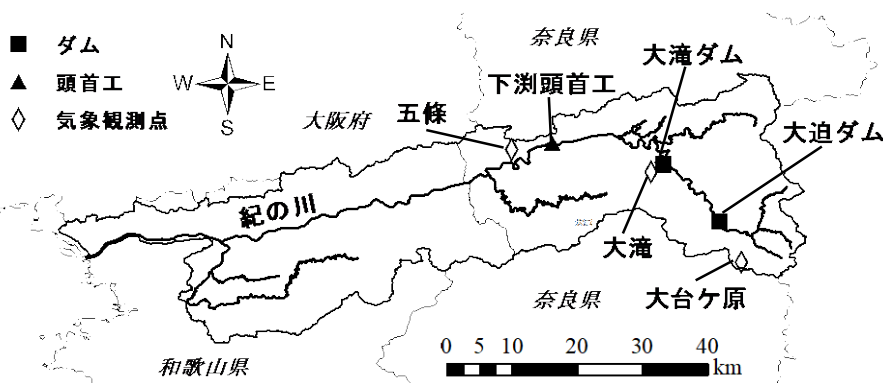 ダム
頭首工
気象観測点
N
W
E
S
奈良県
大滝ダム
大阪府
五條
下渕頭首工
大迫ダム
紀の川
大滝
大台ケ原
奈良県
和歌山県
0 5 10 20 30 40
km